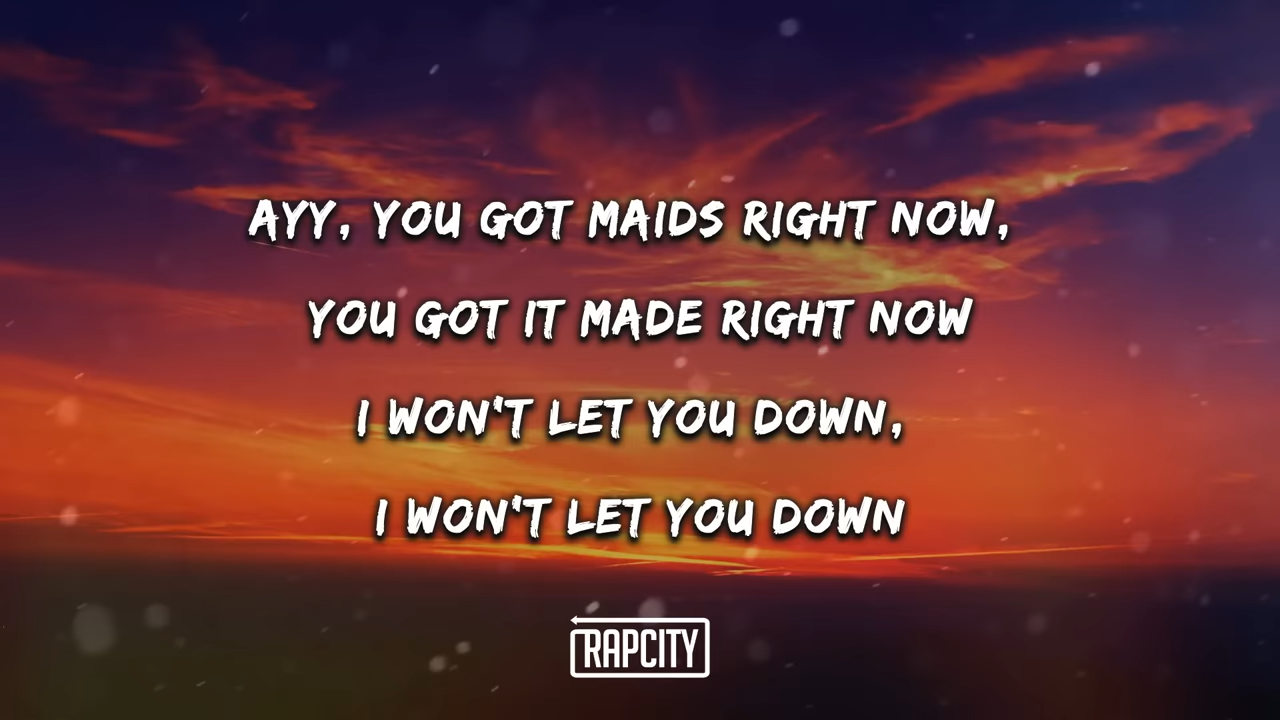 AYY, YOU GOT MAIDS RIGHT NOW,
YOU GOT IT MADE RIGHT NOW
I WON'T LET YOU DOWN,
I WON'T LET YOU DOWN
RAPCITY